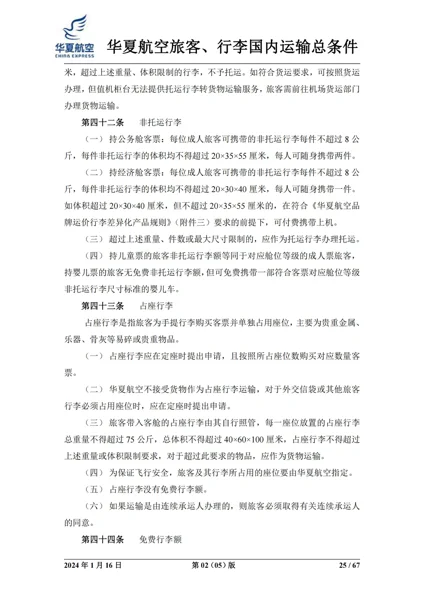 华夏航空
CHINA EXPRESS
华夏航空旅客、行李国内运输总条件
米，超过上述重量、体积限制的行李，不予托运。如符合货运要求，可按照货运
办理，但值机柜台无法提供托运行李转货物运输服务，旅客需前往机场货运部门
办理货物运输。
第四十二条 非托运行李
（一） 持公务舱客票：每位成人旅客可携带的非托运行李每件不超过 8 公
斤，每件非托运行李的体积均不得超过 20×35×55 厘米，每人可随身携带两件。
（二） 持经济舱客票：每位成人旅客可携带的非托运行李每件不超过 8 公
斤，每件非托运行李的体积均不得超过 20×30×40 厘米，每人可随身携带一件。
如体积超过 20×30×40 厘米，但不超过 20×35×55 厘米的，在符合《华夏航空品
牌运价行李差异化产品规则》（附件三）要求的前提下，可付费携带上机。
（三） 超过上述重量、件数或最大尺寸限制的，应作为托运行李办理托运。
（四） 持儿童票的旅客非托运行李额等同于对应舱位等级的成人票旅客，
持婴儿票的旅客无免费非托运行李额，但可免费携带一部符合客票对应舱位等级
非托运行李尺寸标准的婴儿车。
第四十三条 占座行李
占座行李是指旅客为手提行李购买客票并单独占用座位，主要为贵重金属、
乐器、骨灰等易碎或贵重物品。
（一） 占座行李应在定座时提出申请，且按照所占座位数购买对应数量客
票。
（二） 华夏航空不接受货物作为占座行李运输，对于外交信袋或其他旅客
行李必须占用座位时，应在定座时提出申请。
（三） 旅客带入客舱的占座行李由其自行照管，每一座位放置的占座行李
总重量不得超过 75 公斤，总体积不得超过 40×60×100 厘米，占座行李不得超过
上述重量或体积限制要求，对于超过此要求的物品，应作为货物运输。
（四） 为保证飞行安全，旅客及其行李所占用的座位要由华夏航空指定。
（五） 占座行李没有免费行李额。
（六） 如果运输是由连续承运人办理的，则旅客必须取得有关连续承运人
的同意。
第四十四条 免费行李额
2024 年 1 月 16 日 第 02（05）版 25 / 67